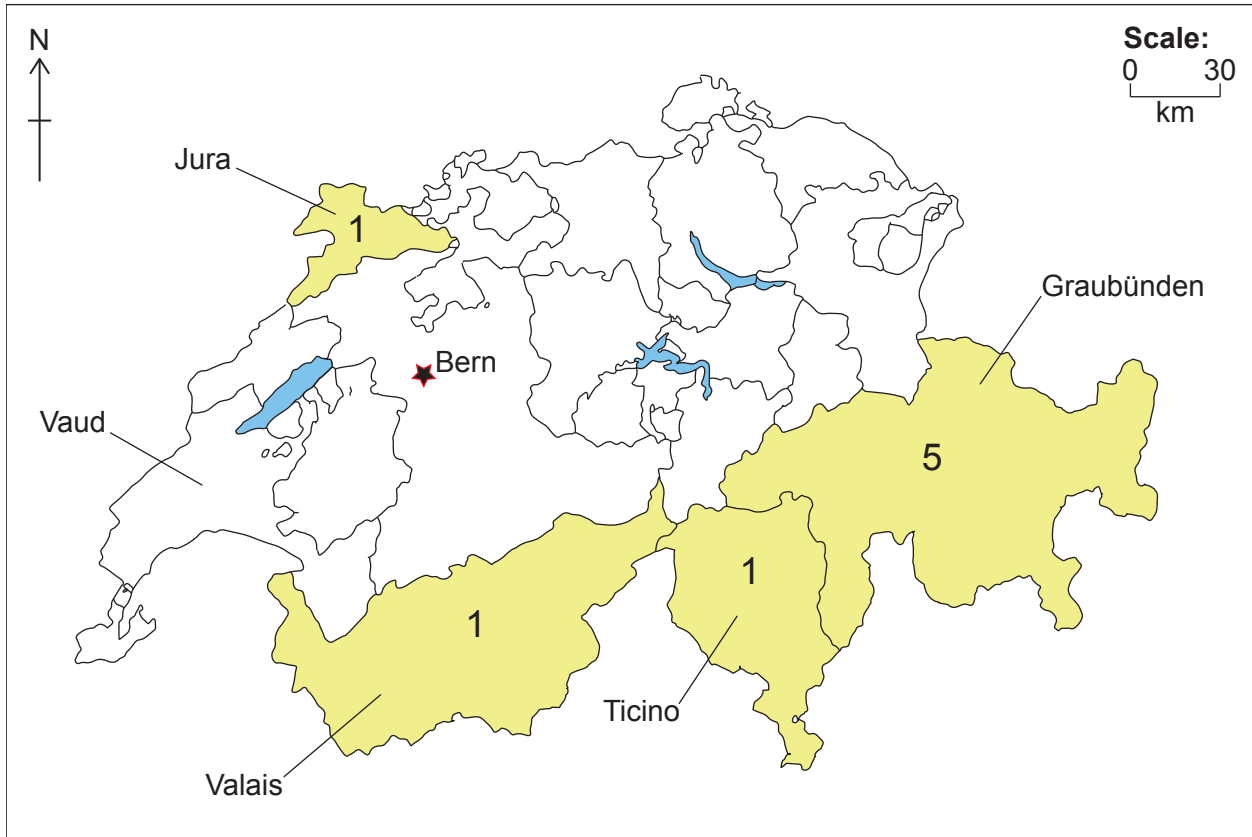 N
Scale:
0 30
km
Jura
1
Graubünden
Bern
Vaud
5
1
1
Ticino
Valais